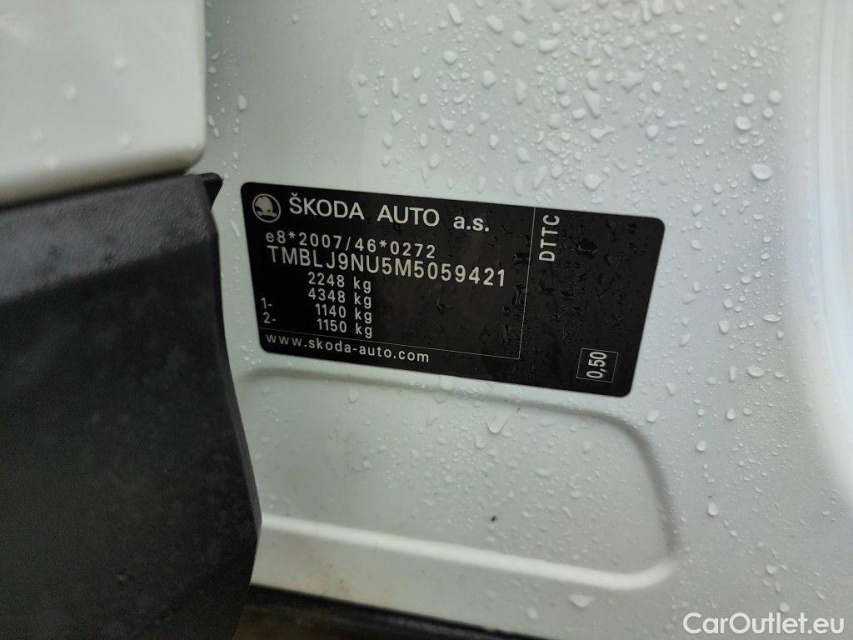 ŠKODA AUTO a.s.
e8*2007/46*0272
TMBLJ9NU5M5059421
2248 kg
4348 kg
1- 1140 kg
2- 1150 kg
www.skoda-auto.com
DTTC
0,50
CarOutlet.eu